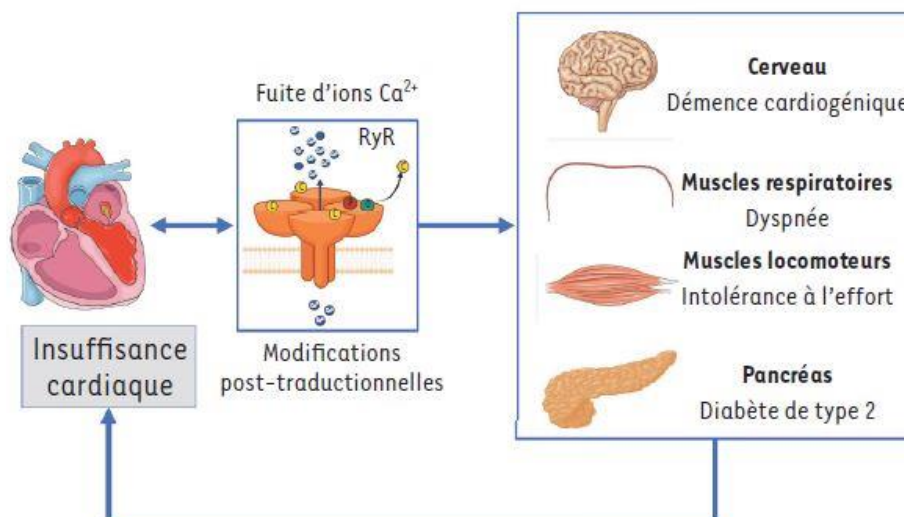 Fuite d'ions Ca²⁺
RyR
Modifications
post-traductionnelles
Insuffisance
cardiaque
Cerveau
Démence cardiogénique
Muscles respiratoires
Dyspnée
Muscles locomoteurs
Intolérance à l'effort
Pancréas
Diabète de type 2